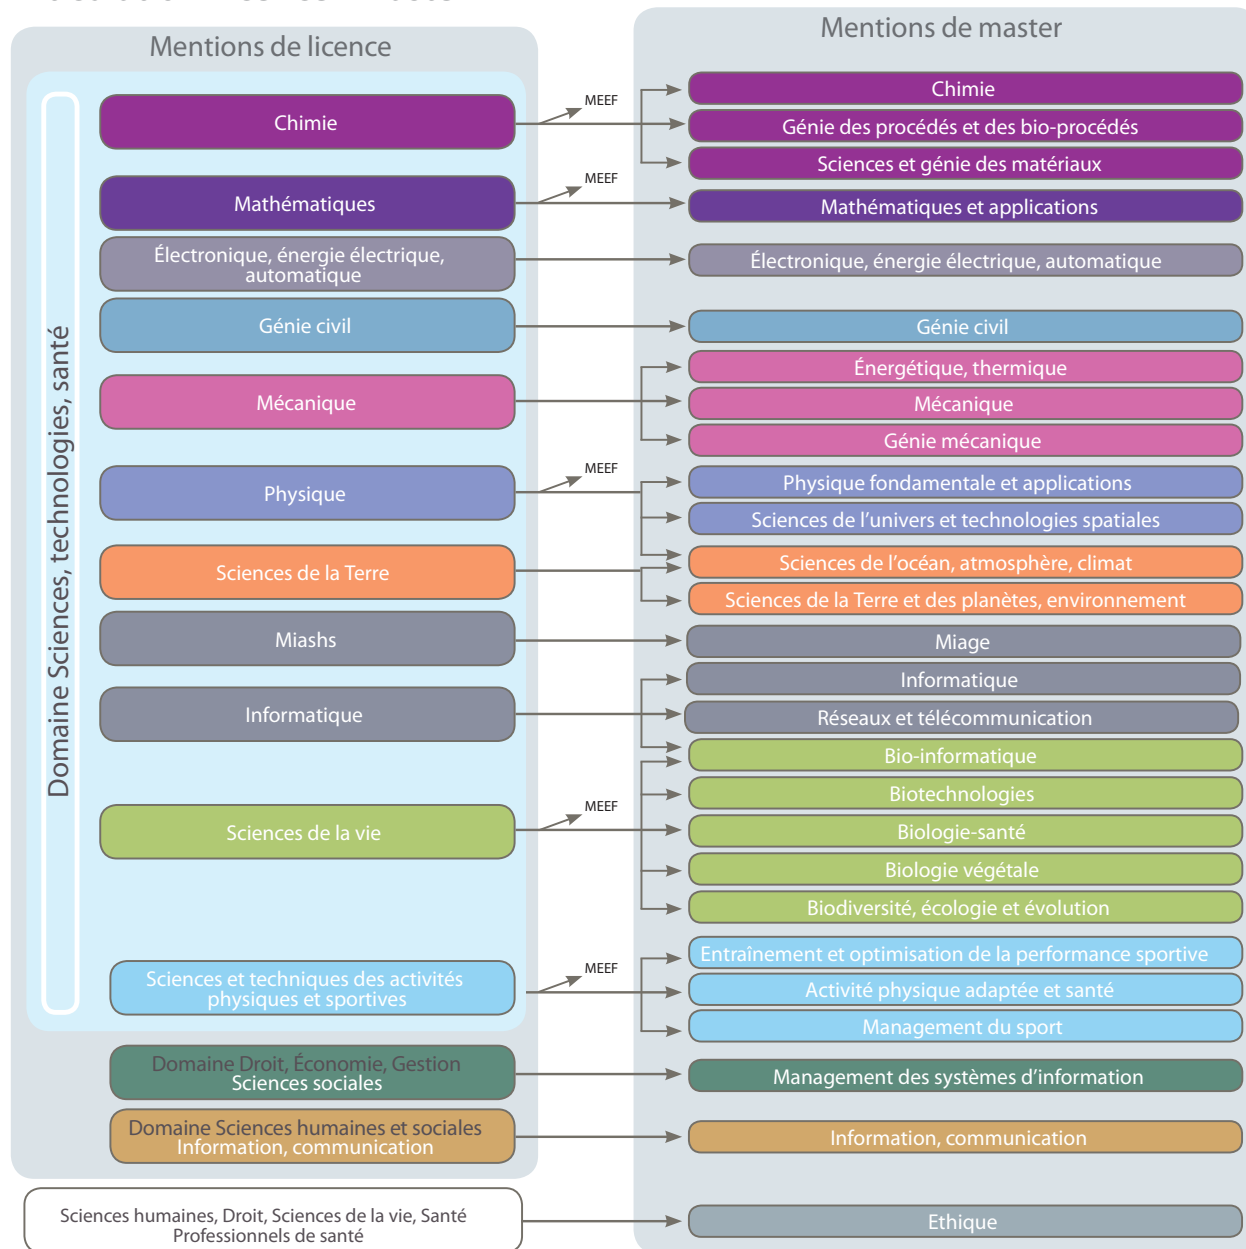 Mentions de licence
Mentions de master
Domaine Sciences, technologies, santé
Chimie
MEEF
Chimie
Génie des procédés et des bio-procédés
Sciences et génie des matériaux
Mathématiques
MEEF
Mathématiques et applications
Électronique, énergie électrique,
automatique
Électronique, énergie électrique, automatique
Génie civil
Génie civil
Mécanique
Énergétique, thermique
Mécanique
Génie mécanique
Physique
MEEF
Physique fondamentale et applications
Sciences de l’univers et technologies spatiales
Sciences de la Terre
Sciences de l’océan, atmosphère, climat
Sciences de la Terre et des planètes, environnement
Miashs
Miage
Informatique
Informatique
Réseaux et télécommunication
Bio-informatique
Sciences de la vie
MEEF
Biotechnologies
Biologie-santé
Biologie végétale
Biodiversité, écologie et évolution
Sciences et techniques des activités
physiques et sportives
MEEF
Entraînement et optimisation de la performance sportive
Activité physique adaptée et santé
Management du sport
Domaine Droit, Économie, Gestion
Sciences sociales
Management des systèmes d’information
Domaine Sciences humaines et sociales
Information, communication
Information, communication
Sciences humaines, Droit, Sciences de la vie, Santé
Professionnels de santé
Ethique